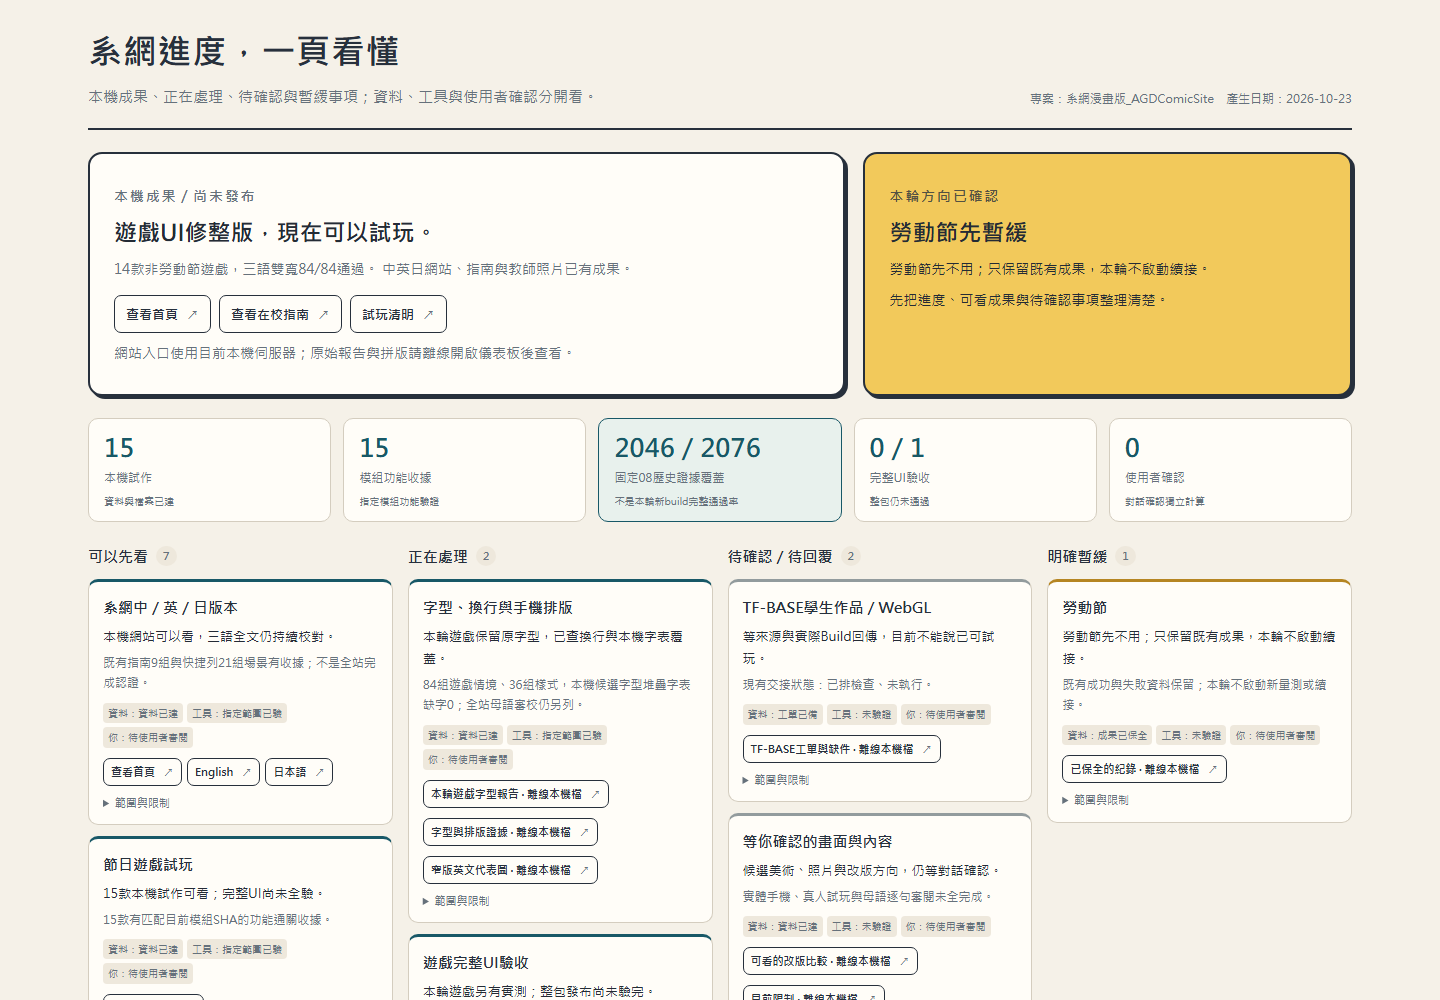 系網進度，一頁看懂
本機成果、正在處理、待確認與暫緩事項；資料、工具與使用者確認分開看。
專案：系網漫畫版_AGDComicSite 產生日期：2026-10-23
本機成果 / 尚未發布
遊戲UI修整版，現在可以試玩。
14款非勞動節遊戲，三語雙寬84/84通過。 中英日網站、指南與教師照片已有成果。
查看首頁 ↗
查看在校指南 ↗
試玩清明 ↗
網站入口使用目前本機伺服器；原始報告與拼版請離線開啟儀表板後查看。
本輪方向已確認
勞動節先暫緩
勞動節先不用；只保留既有成果，本輪不啟動續接。
先把進度、可看成果與待確認事項整理清楚。
15
本機試作
資料與檔案已建
15
模組功能收據
指定模組功能驗證
2046 / 2076
固定08歷史證據覆蓋
不是本輪新build完整通過率
0 / 1
完整UI驗收
整包仍未通過
0
使用者確認
對話確認獨立計算
可以先看 7
系網中 / 英 / 日版本
本機網站可以看，三語全文仍持續校對。
既有指南9組與快捷列21組場景有收據；不是全站完
成認證。
資料：資料已建 工具：指定範圍已驗
你：待使用者審閱
查看首頁 ↗ English ↗ 日本語 ↗
▶ 範圍與限制
節日遊戲試玩
15款本機試作可看；完整UI尚未全驗。
15款有匹配目前模組SHA的功能通關收據。
資料：資料已建 工具：指定範圍已驗
你：待使用者審閱
正在處理 2
字型、換行與手機排版
本輪遊戲保留原字型，已查換行與本機字表覆
蓋。
84組遊戲情境、36組樣式，本機候選字型堆疊字表
缺字0；全站母語審校仍另列。
資料：資料已建 工具：指定範圍已驗
你：待使用者審閱
本輪遊戲字型報告 · 離線本機檔 ↗
字型與排版證據 · 離線本機檔 ↗
窄版英文代表圖 · 離線本機檔 ↗
▶ 範圍與限制
遊戲完整UI驗收
本輪遊戲另有實測；整包發布尚未驗完。
待確認 / 待回覆 2
TF-BASE學生作品 / WebGL
等來源與實際Build回傳，目前不能說已可試
玩。
現有交接狀態：已排檢查、未執行。
資料：工單已備 工具：未驗證 你：待使用者審閱
TF-BASE工單與缺件 · 離線本機檔 ↗
▶ 範圍與限制
等你確認的畫面與內容
候選美術、照片與改版方向，仍等對話確認。
實體手機、真人試玩與母語逐句審閱未全完成。
資料：資料已建 工具：未驗證 你：待使用者審閱
可看的改版比較 · 離線本機檔 ↗
目前限制 · 離線本機檔 ↗
明確暫緩 1
勞動節
勞動節先不用；只保留既有成果，本輪不啟動續
接。
既有成功與失敗資料保留；本輪不啟動新量測或續
接。
資料：成果已保全 工具：未驗證 你：待使用者審閱
已保全的紀錄 · 離線本機檔 ↗
▶ 範圍與限制